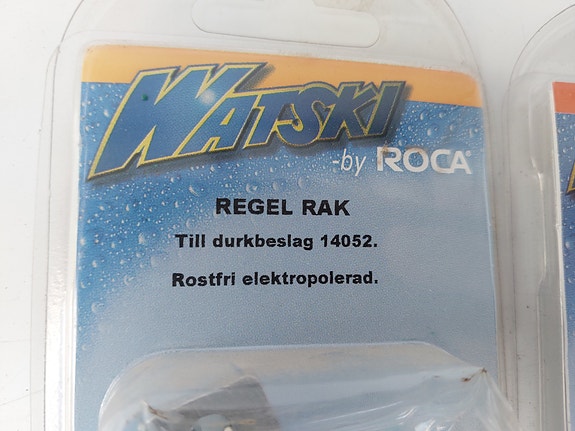 WATSKI
-by ROCA
REGEL RAK
Till durkbeslag 14052.
Rostfri elektropolerad.